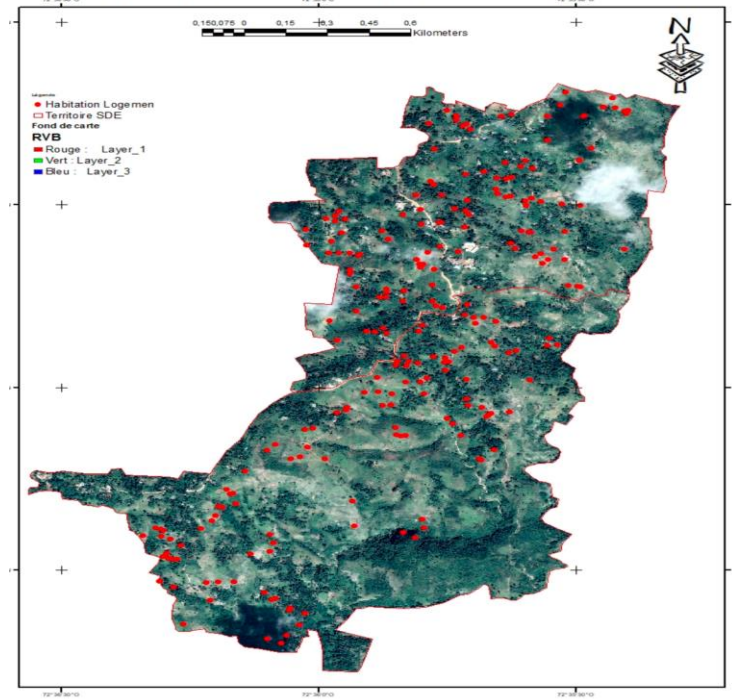 0,150,075 0 0,15 0,3 0,45 0,6
Kilometers
N
Légende
Habitation Logemen
Territoire SDE
Fond de carte
RVB
Rouge : Layer_1
Vert : Layer_2
Bleu : Layer_3